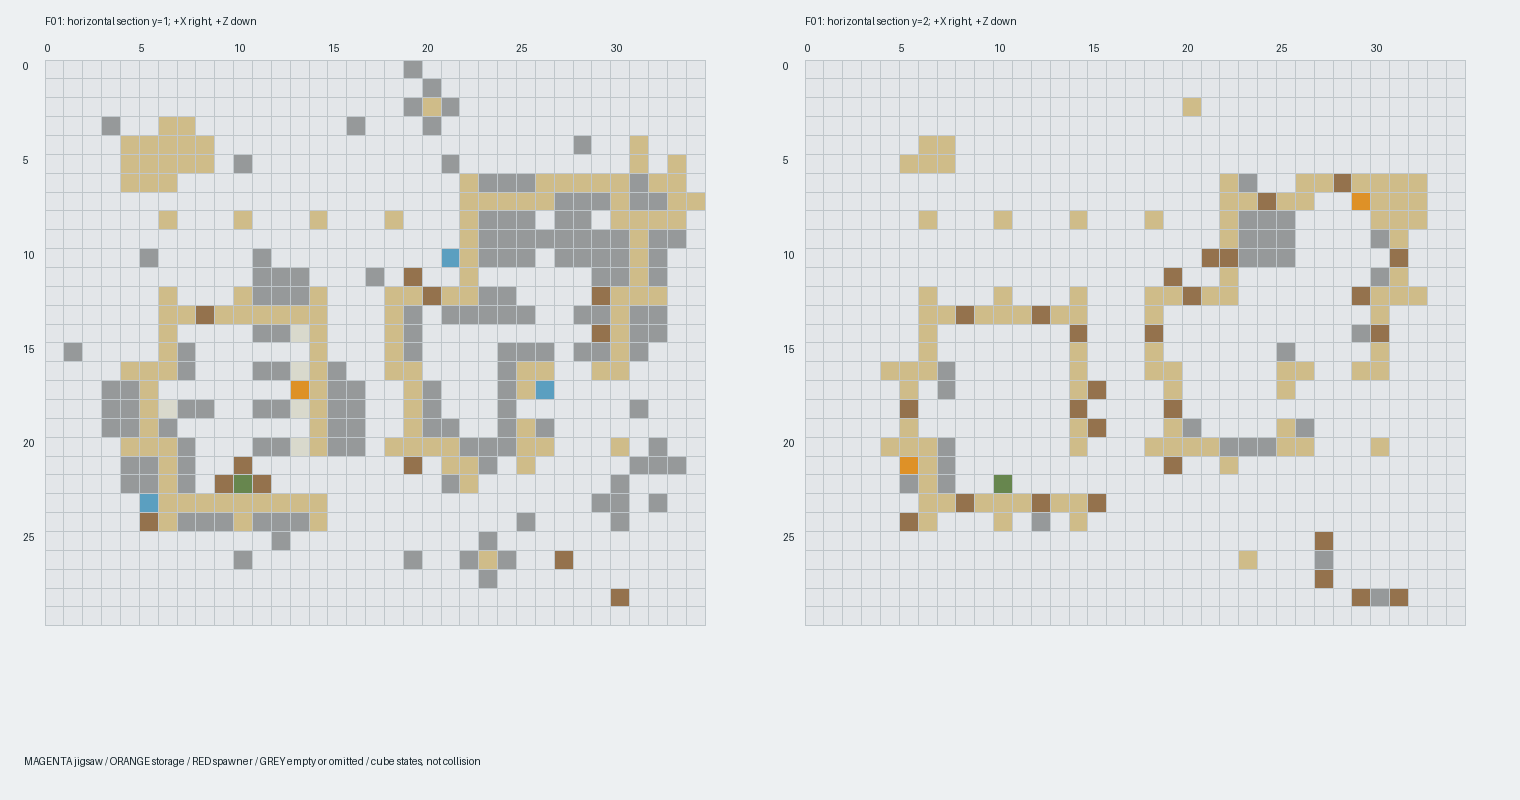 F01: horizontal section y=1; +X right, +Z down
F01: horizontal section y=2; +X right, +Z down
0 5 10 15 20 25 30
0 5 10 15 20 25 30
0 0
5 5
10 10
15 15
20 20
25 25
MAGENTA jigsaw / ORANGE storage / RED spawner / GREY empty or omitted / cube states, not collision